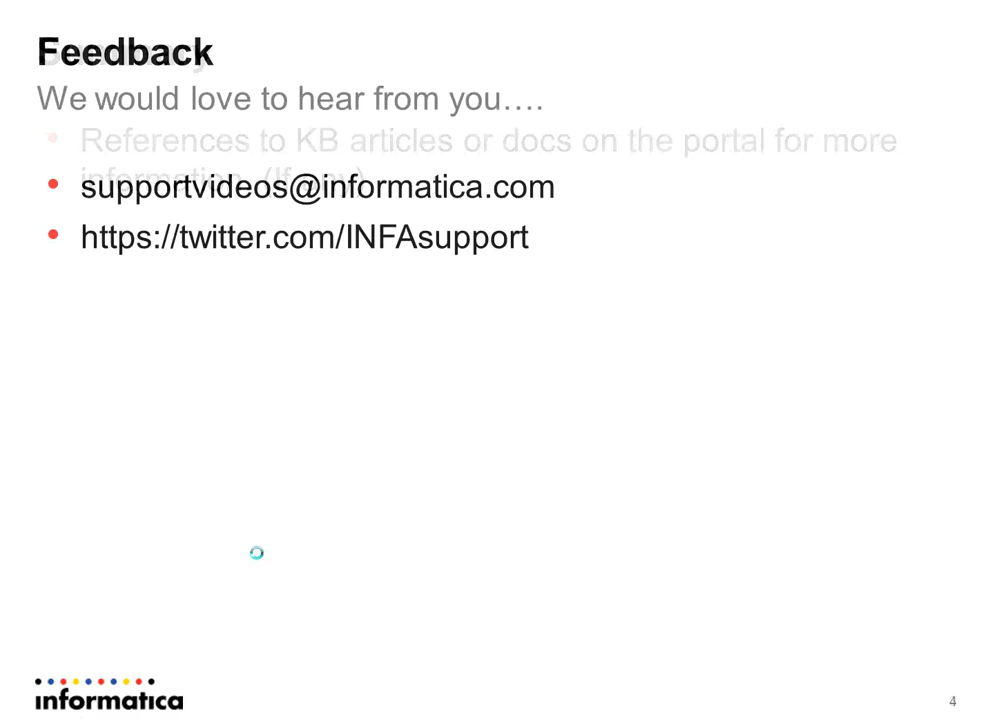 Feedback
We would love to hear from you….
• References to KB articles or docs on the portal for more
• supportvideos@informatica.com
• https://twitter.com/INFAsupport
informatica
4